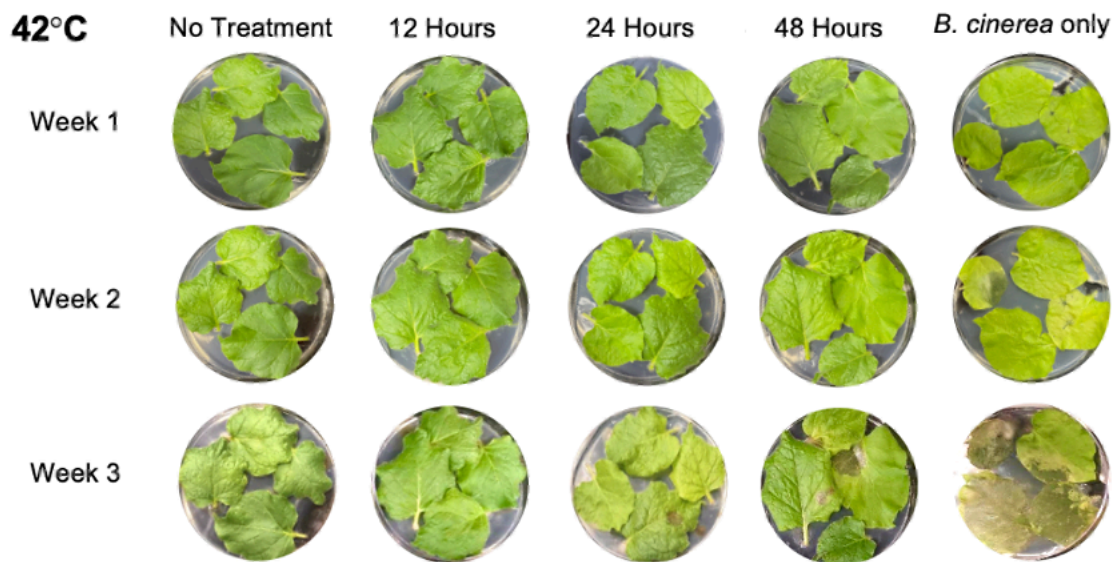 42°C
No Treatment
12 Hours
24 Hours
48 Hours
B. cinerea only
Week 1
Week 2
Week 3